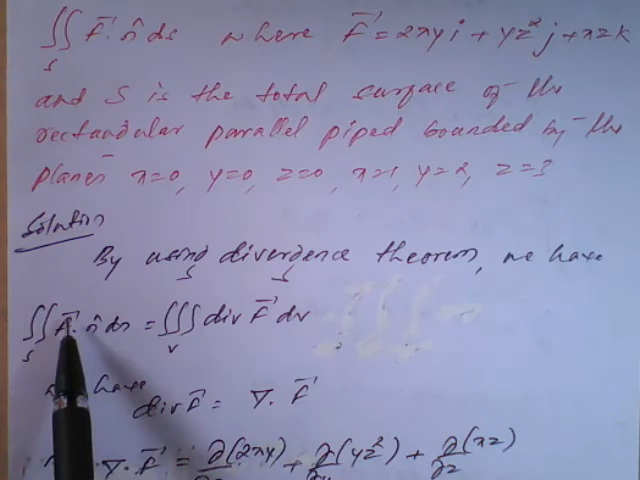 ∬_S F⃗ . n̂ ds where F⃗ = 2xy i + yz² j + xz k
and S is the total surface of the
rectangular parallel piped bounded by the
planes x=0, y=0, z=0, x=1, y=2, z=3
Solution
By using divergence theorem, we have
∬_S F⃗ . n̂ ds = ∭_V div F⃗ dv
have
div F⃗ = ∇ . F⃗
∇ . F⃗ = ∂(2xy) + ∂/∂y (yz²) + ∂/∂z (xz)